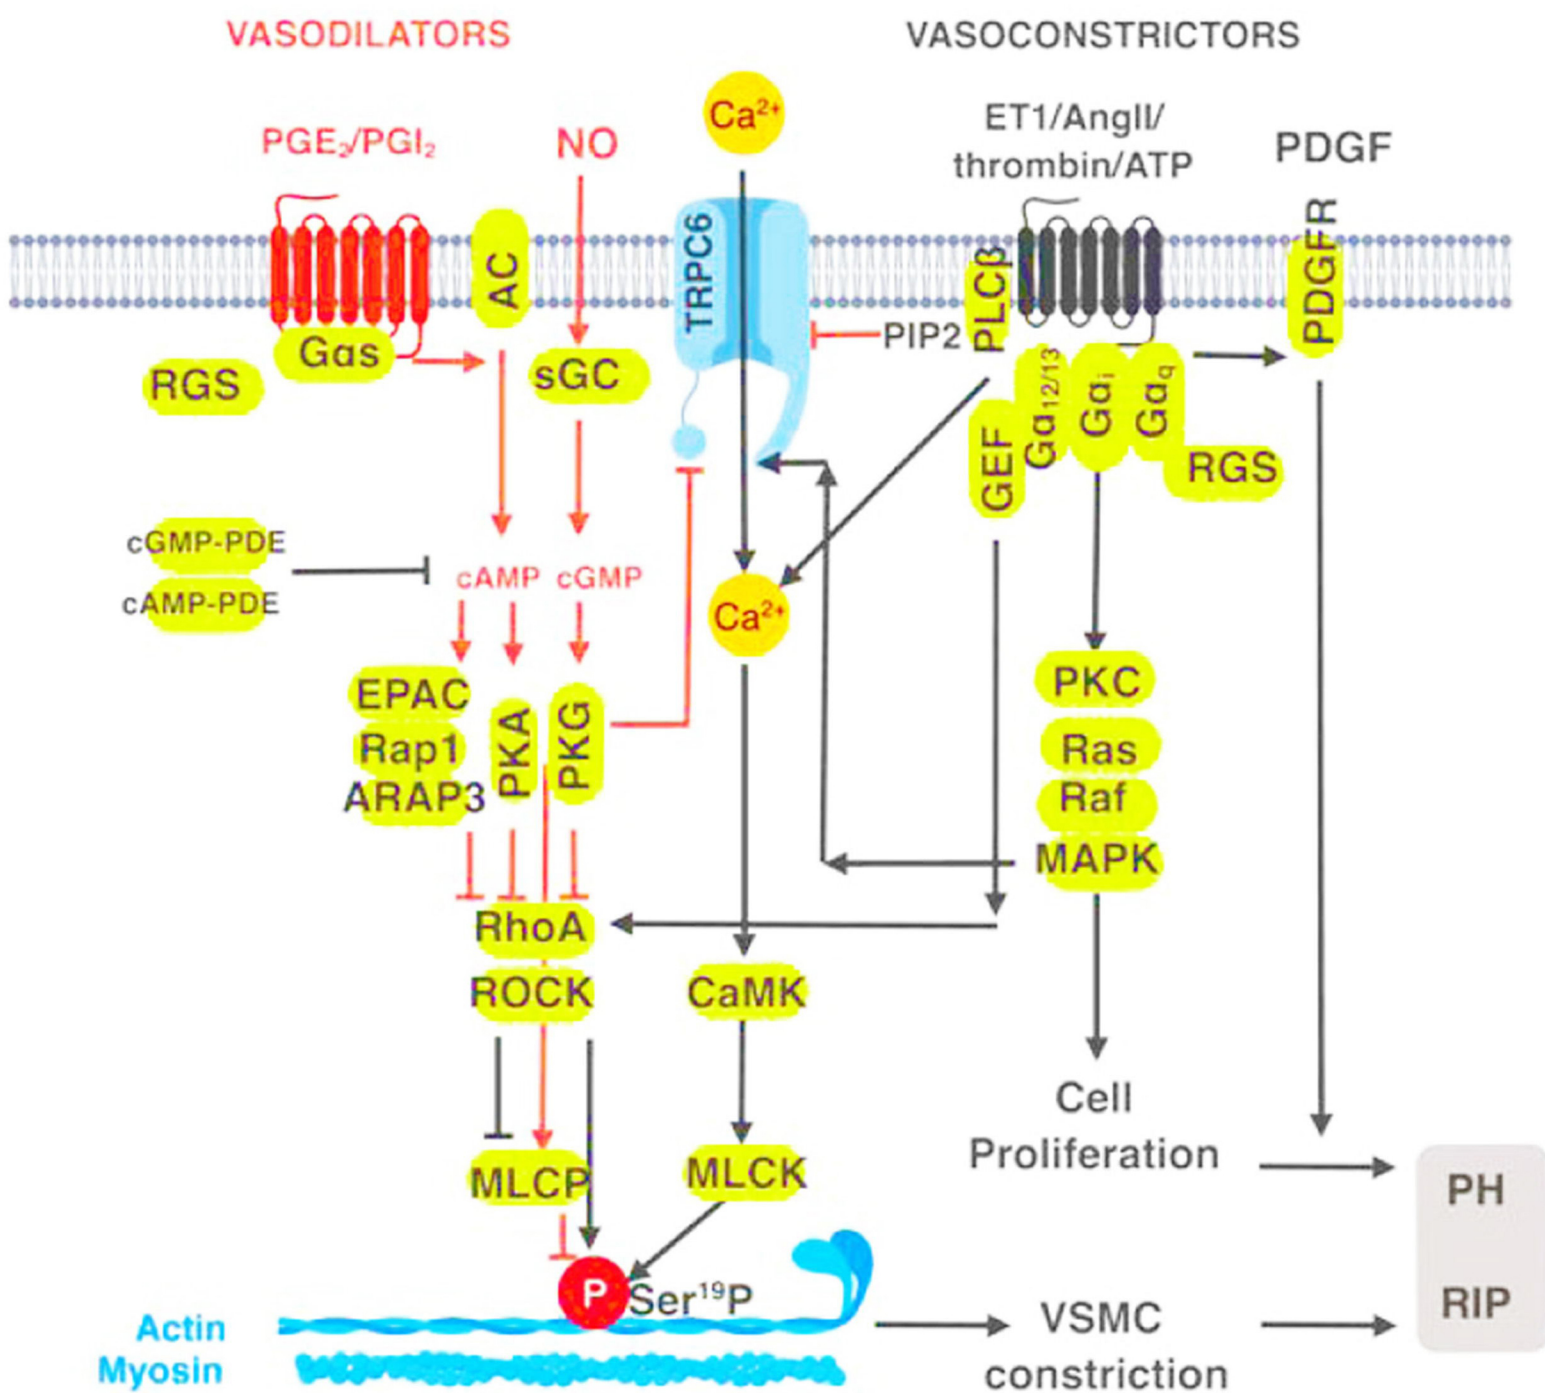 VASODILATORS
VASOCONSTRICTORS
Ca²⁺
PGE₂/PGI₂
NO
ET1/AngII/
thrombin/ATP
PDGF
AC
TRPC6
PLCβ
PDGFR
Gαs
RGS
sGC
PIP2
GEF
Gα₁₂/₁₃
Gαᵢ
Gα_q
RGS
cGMP-PDE
cAMP-PDE
cAMP
cGMP
Ca²⁺
EPAC
Rap1
ARAP3
PKA
PKG
PKC
Ras
Raf
MAPK
RhoA
ROCK
CaMK
Cell
Proliferation
MLCP
MLCK
PH
RIP
P
Ser¹⁹P
Actin
Myosin
VSMC
constriction